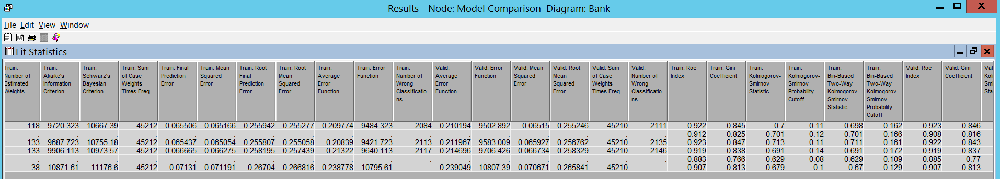 Results - Node: Model Comparison Diagram: Bank
File Edit View Window
Fit Statistics
Train:
Number of
Estimated
Weights
Train:
Akaike's
Information
Criterion
Train:
Schwarz's
Bayesian
Criterion
Train: Sum
of Case
Weights
Times Freq
Train: Final
Prediction
Error
Train: Mean
Squared
Error
Train: Root
Final
Prediction
Error
Train: Root
Mean
Squared
Error
Train:
Average
Error
Function
Train: Error
Function
Train:
Number of
Wrong
Classificatio
ns
Valid:
Average
Error
Function
Valid: Error
Function
Valid: Mean
Squared
Error
Valid: Root
Mean
Squared
Error
Valid: Sum
of Case
Weights
Times Freq
Valid:
Number of
Wrong
Classificatio
ns
Train: Roc
Index
Train: Gini
Coefficient
Train:
Kolmogorov-
Smirnov
Statistic
Train:
Kolmogorov-
Smirnov
Probability
Cutoff
Train:
Bin-Based
Two-Way
Kolmogorov-
Smirnov
Statistic
Train:
Bin-Based
Two-Way
Kolmogorov-
Smirnov
Probability
Cutoff
Valid: Roc
Index
Valid: Gini
Coefficient
Val
Kol
Smi
Stat
118 9720.323 10667.39 45212 0.065506 0.065166 0.255942 0.255277 0.209774 9484.323 2084 0.210194 9502.892 0.06515 0.255246 45210 2111 0.922 0.845 0.7 0.11 0.698 0.162 0.923 0.846
. . . . . . . . . . . . . . . . . 0.912 0.825 0.701 0.12 0.701 0.166 0.908 0.816
133 9687.723 10755.18 45212 0.065437 0.065054 0.255807 0.255058 0.20839 9421.723 2113 0.211967 9583.009 0.065927 0.256762 45210 2135 0.923 0.847 0.713 0.11 0.711 0.161 0.922 0.843
133 9906.113 10973.57 45212 0.066665 0.066275 0.258195 0.257439 0.21322 9640.113 2117 0.214696 9706.426 0.066734 0.258329 45210 2146 0.919 0.838 0.691 0.14 0.691 0.172 0.919 0.837
. . . . . . . . . . . . . . . . . 0.883 0.766 0.629 0.08 0.629 0.109 0.885 0.77
38 10871.61 11176.6 45212 0.07131 0.071191 0.26704 0.266816 0.238778 10795.61 . 0.239049 10807.39 0.070671 0.265841 45210 . 0.907 0.813 0.679 0.1 0.67 0.129 0.907 0.813